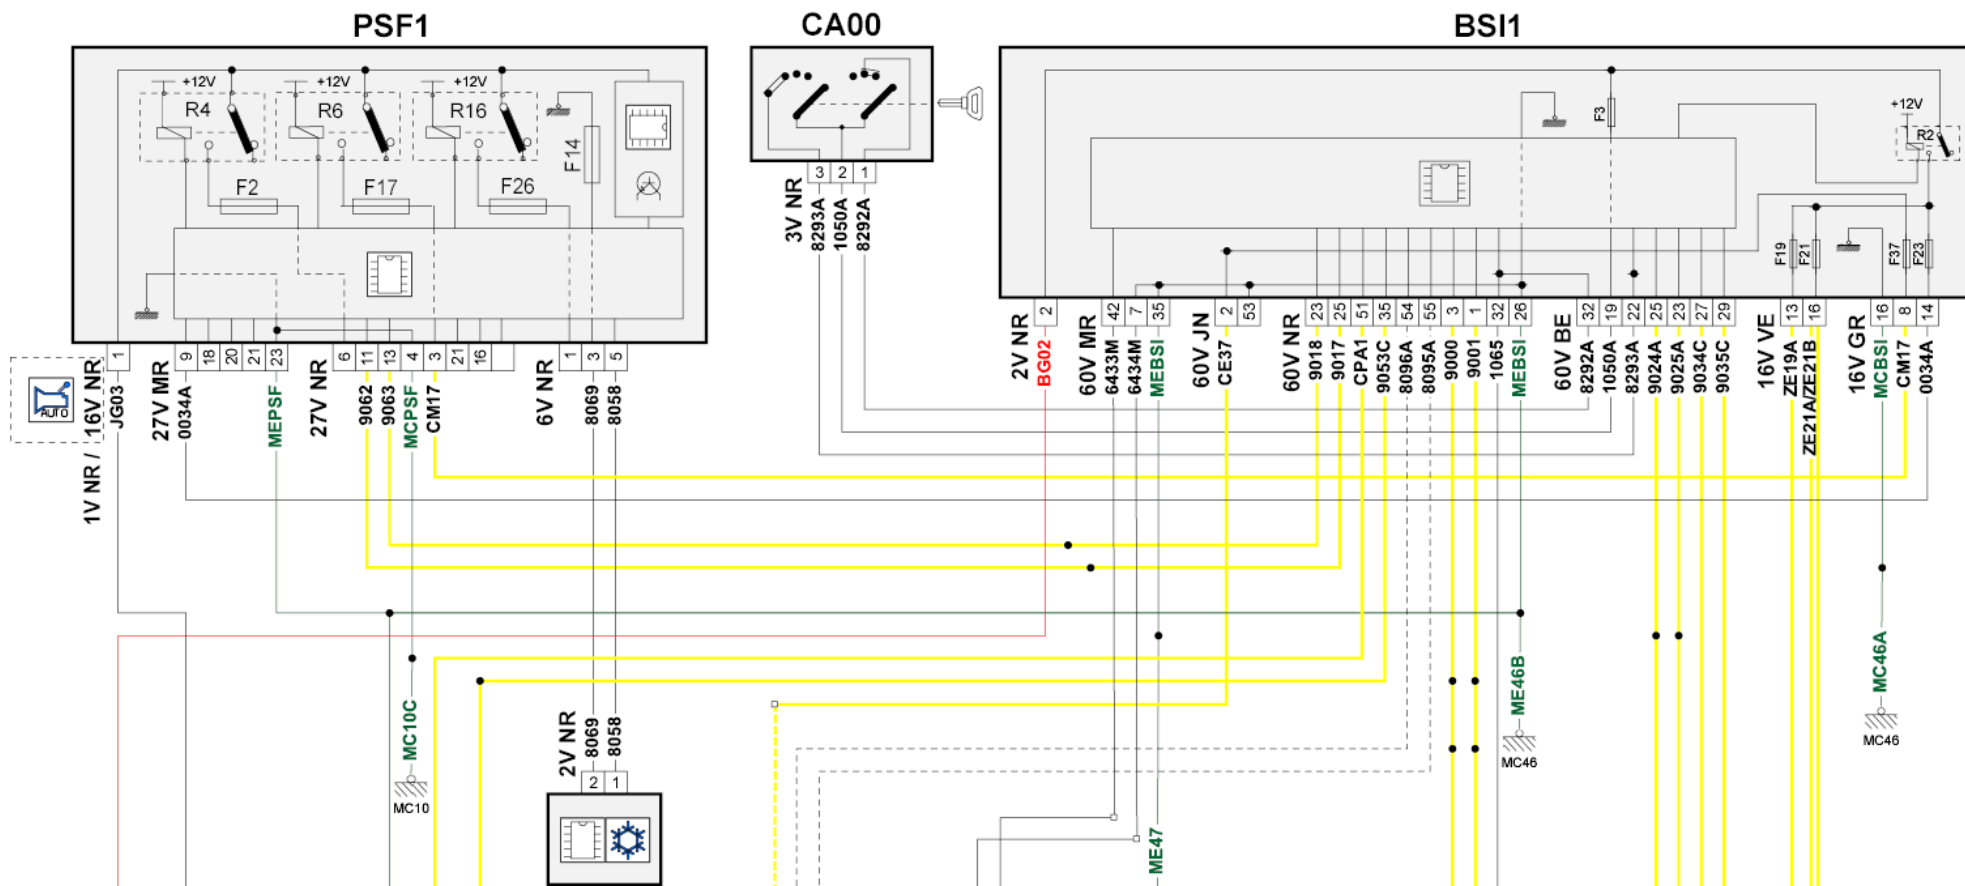 PSF1
CA00
BSI1
+12V
+12V
+12V
R4
R6
R16
F14
F2
F17
F26
F3
+12V
R2
F19
F21
F37
F23
3 2 1
3V NR
8293A
1050A
8292A
1
9 18 20 21 23
6 11 13 4 3 21 16
1 3 5
AUTO
1V NR / 16V NR
JG03
27V MR
0034A
MEPSF
27V NR
9062
9063
MCPSF
CM17
6V NR
8069
8058
2
42 7 35
2 53
23 25 51 35 54 55 3 1 32 26
32 19 22 25 23 27 29
13 16
16 8 14
2V NR
BG02
60V MR
6433M
6434M
MEBSI
60V JN
CE37
60V NR
9018
9017
CPA1
9053C
8096A
8095A
9000
9001
1065
MEBSI
60V BE
8292A
1050A
8293A
9024A
9025A
9034C
9035C
16V VE
ZE19A
ZE21A/ZE21B
16V GR
MCBSI
CM17
0034A
MC10C
MC10
2V NR
8069
8058
2 1
ME47
ME46B
MC46
MC46A
MC46